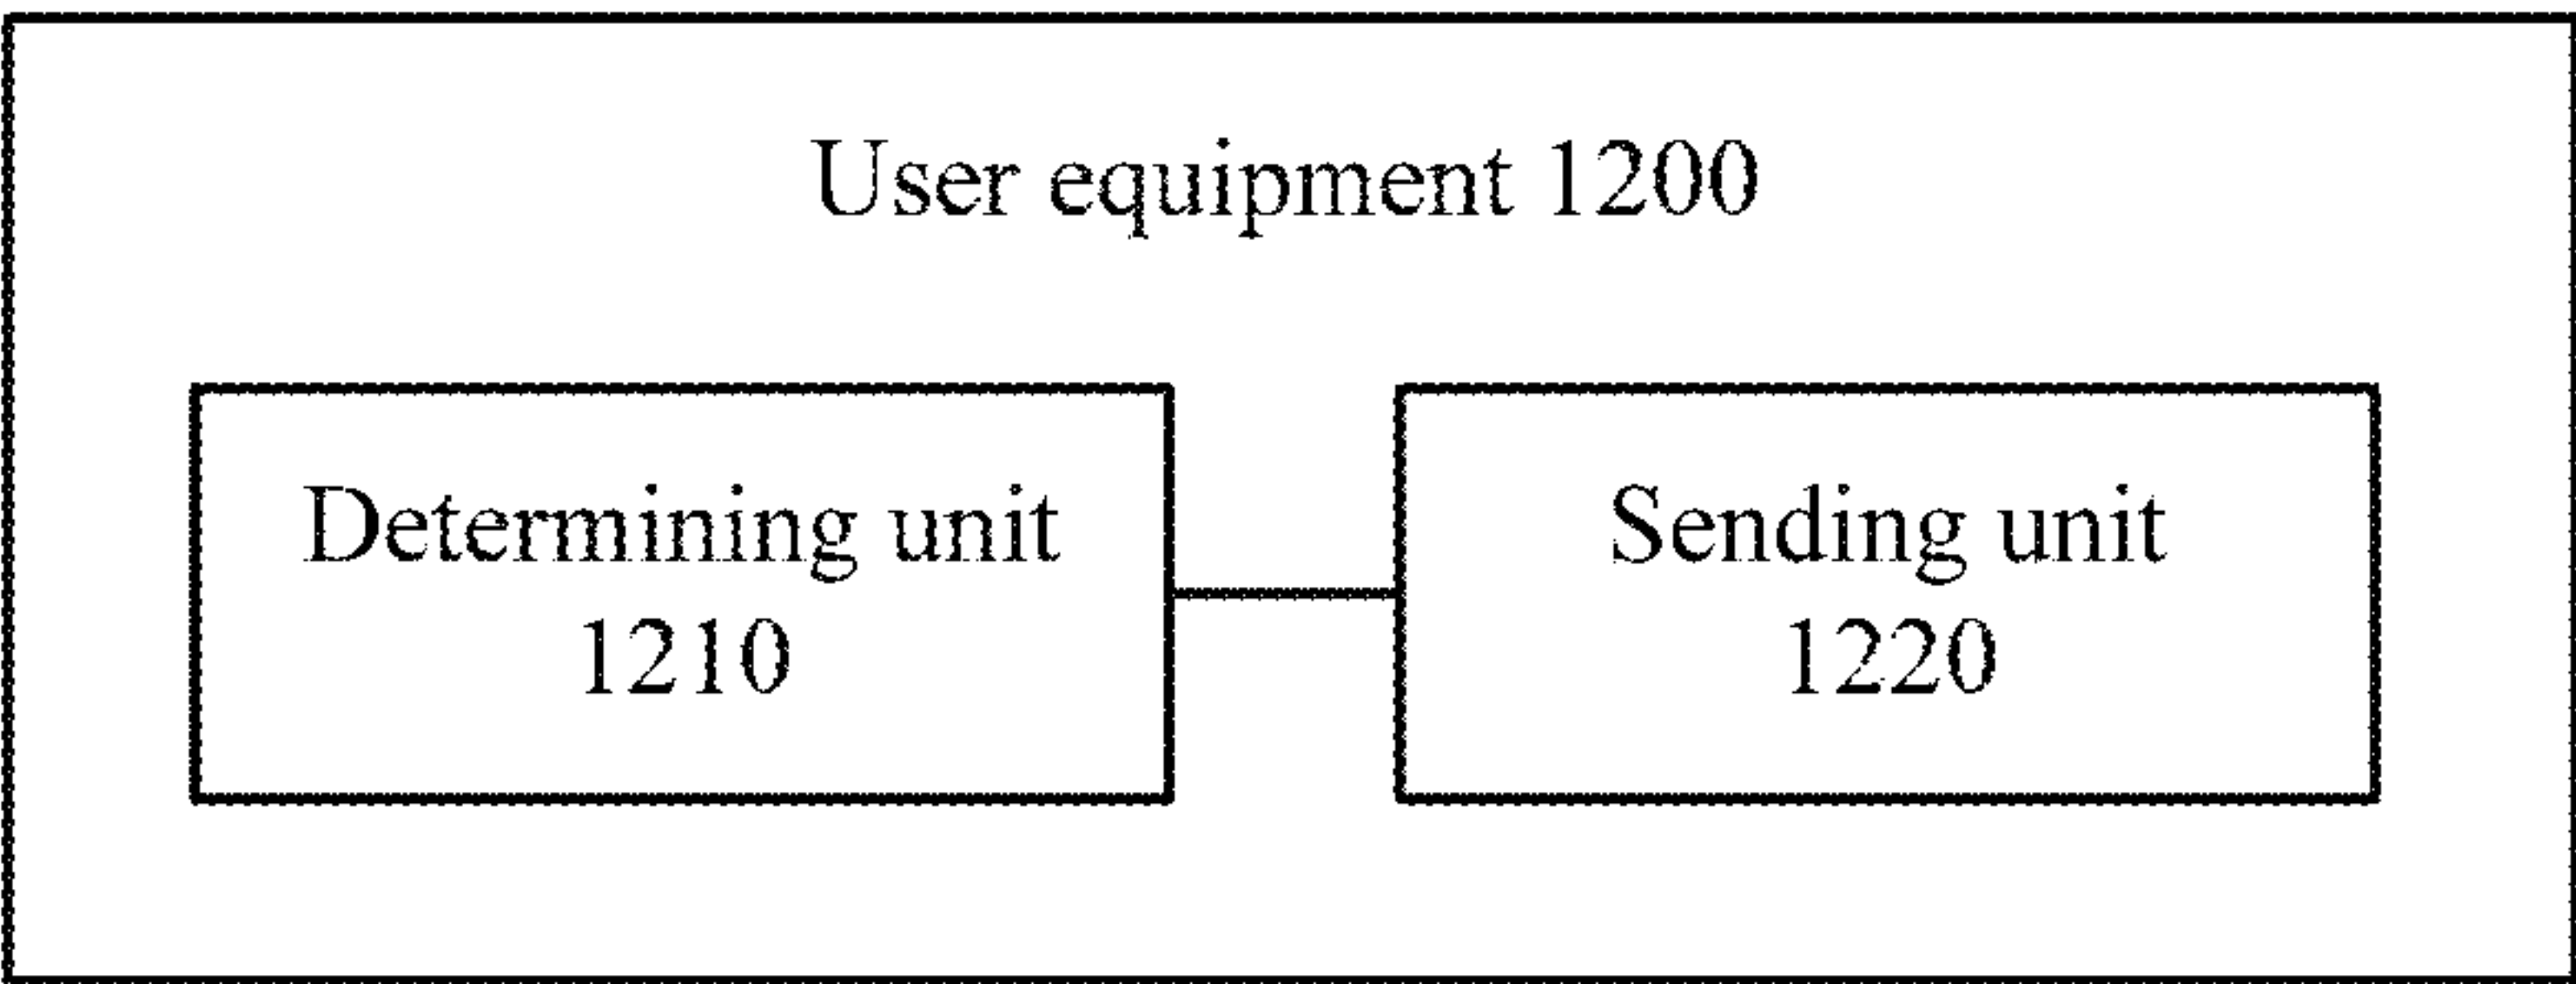 User equipment 1200
Determining unit
1210
Sending unit
1220